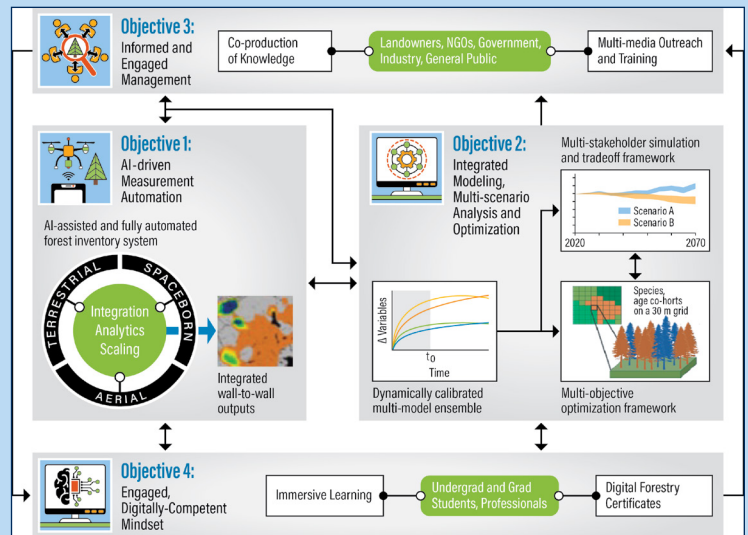 Objective 3:
Informed and
Engaged
Management
Co-production
of Knowledge
Landowners, NGOs, Government,
Industry, General Public
Multi-media Outreach
and Training
Objective 1:
AI-driven
Measurement
Automation
AI-assisted and fully automated
forest inventory system
TERRESTRIAL
SPACEBORN
AERIAL
Integration
Analytics
Scaling
Integrated
wall-to-wall
outputs
Objective 2:
Integrated
Modeling,
Multi-scenario
Analysis and
Optimization
Multi-stakeholder simulation
and tradeoff framework
Scenario A
Scenario B
2020
2070
Δ Variables
t0
Time
Dynamically calibrated
multi-model ensemble
Species,
age co-horts
on a 30 m grid
Multi-objective
optimization framework
Objective 4:
Engaged,
Digitally-Competent
Mindset
Immersive Learning
Undergrad and Grad
Students, Professionals
Digital Forestry
Certificates